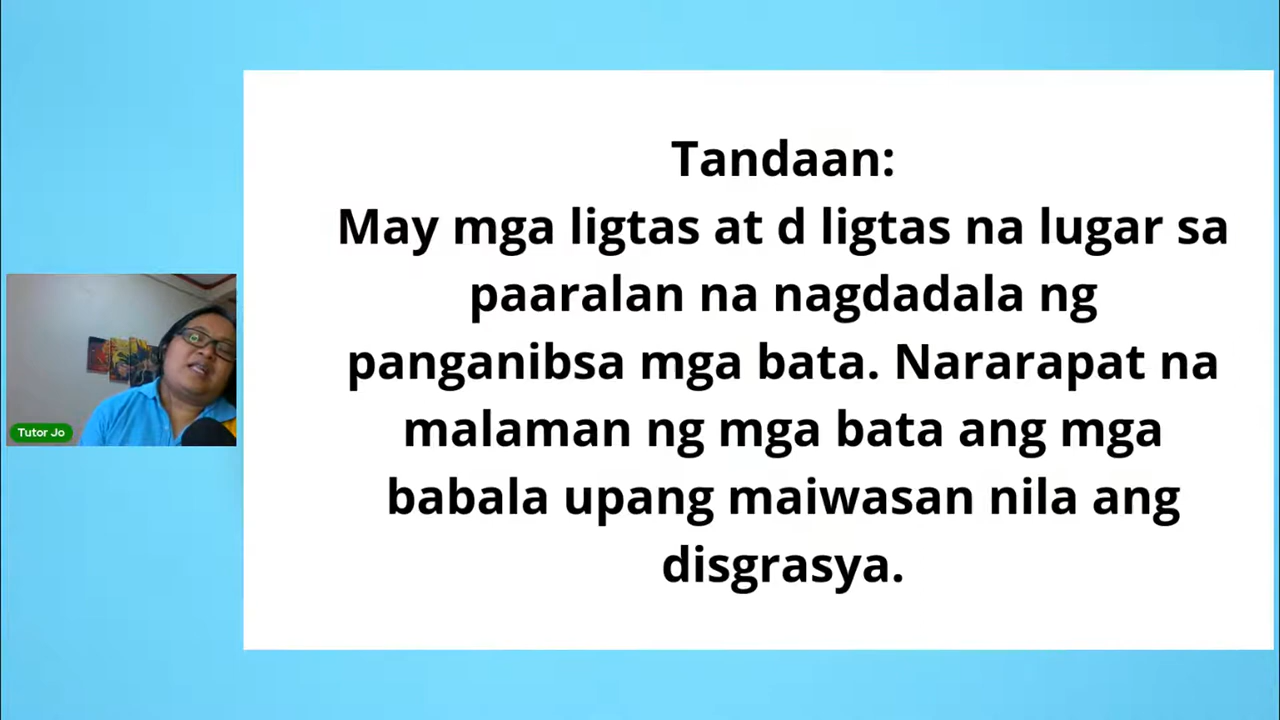 Tandaan:
May mga ligtas at d ligtas na lugar sa
paaralan na nagdadala ng
panganibsa mga bata. Nararapat na
malaman ng mga bata ang mga
babala upang maiwasan nila ang
disgrasya.
Tutor Jo